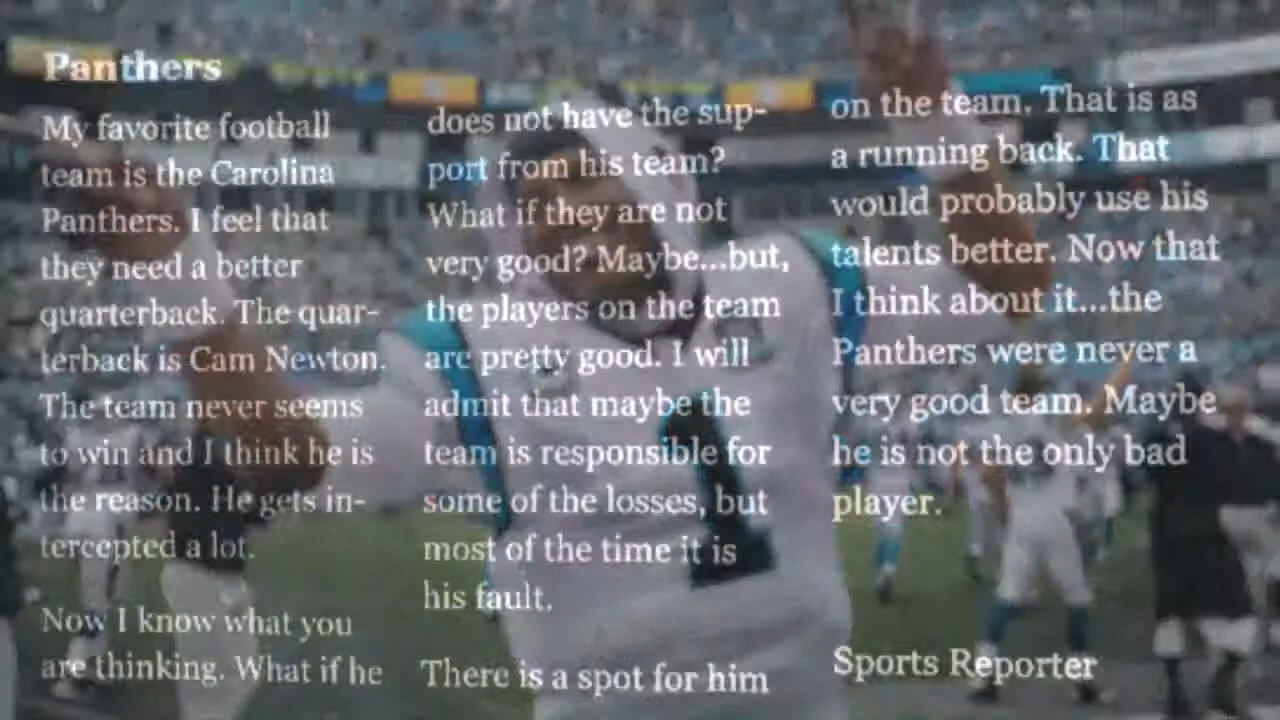 Panthers
My favorite football
team is the Carolina
Panthers. I feel that
they need a better
quarterback. The quar-
terback is Cam Newton.
The team never seems
to win and I think he is
the reason. He gets in-
tercepted a lot.
Now I know what you
are thinking. What if he
does not have the sup-
port from his team?
What if they are not
very good? Maybe...but,
the players on the team
are pretty good. I will
admit that maybe the
team is responsible for
some of the losses, but
most of the time it is
his fault.
There is a spot for him
on the team. That is as
a running back. That
would probably use his
talents better. Now that
I think about it...the
Panthers were never a
very good team. Maybe
he is not the only bad
player.
Sports Reporter
1